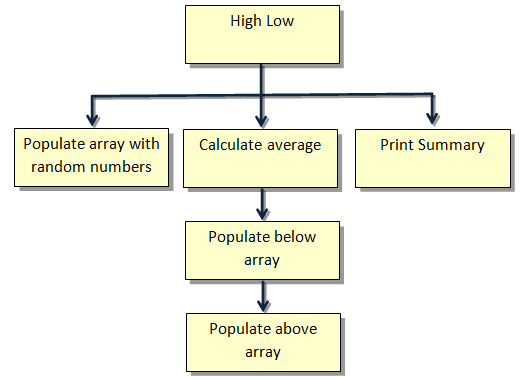 High Low
Populate array with
random numbers
Calculate average
Print Summary
Populate below
array
Populate above
array